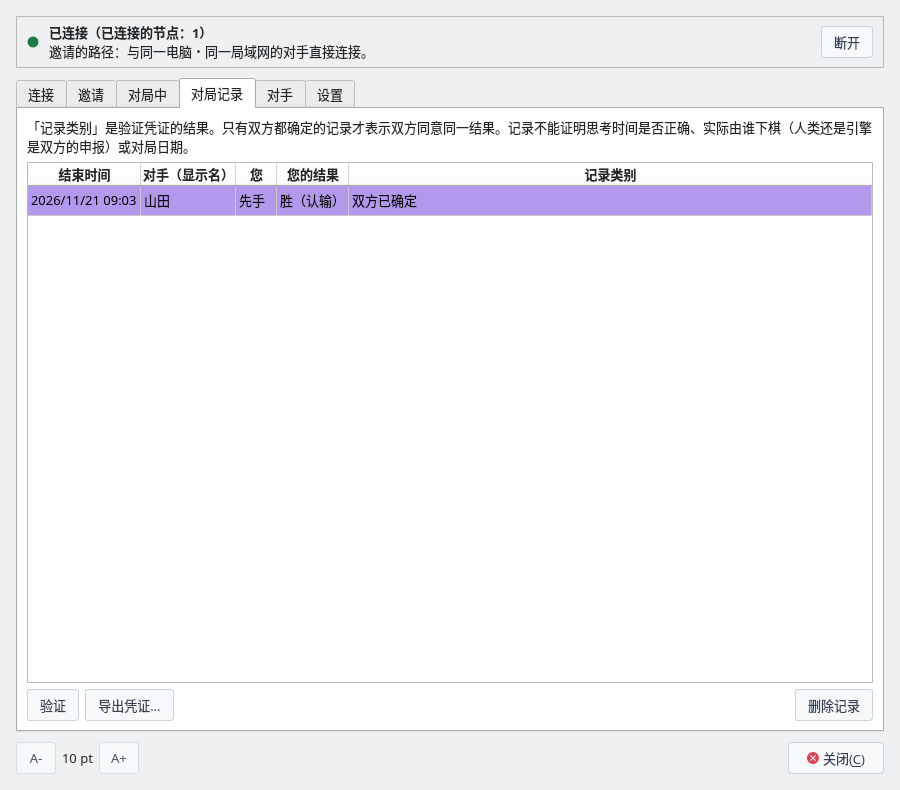 已连接（已连接的节点：1）
邀请的路径：与同一电脑・同一局域网的对手直接连接。
断开
连接
邀请
对局中
对局记录
对手
设置
「记录类别」是验证凭证的结果。只有双方都确定的记录才表示双方同意同一结果。记录不能证明思考时间是否正确、实际由谁下棋（人类还是引擎
是双方的申报）或对局日期。
结束时间 对手（显示名） 您 您的结果 记录类别
2026/11/21 09:03 山田 先手 胜（认输） 双方已确定
验证 导出凭证... 删除记录
A- 10 pt A+ 关闭(C)